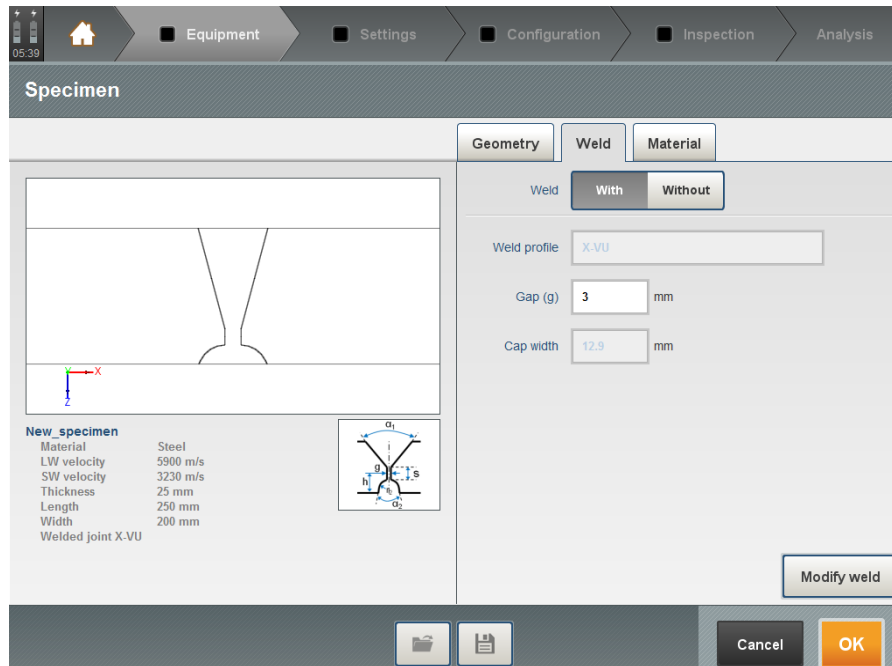 05:39
Equipment
Settings
Configuration
Inspection
Analysis
Specimen
Geometry
Weld
Material
Weld
With
Without
Weld profile
X-VU
Gap (g)
3
mm
Cap width
12.9
mm
Y
X
Z
New_specimen
Material Steel
LW velocity 5900 m/s
SW velocity 3230 m/s
Thickness 25 mm
Length 250 mm
Width 200 mm
Welded joint X-VU
α1
g
s
h
α2
Modify weld
Cancel
OK